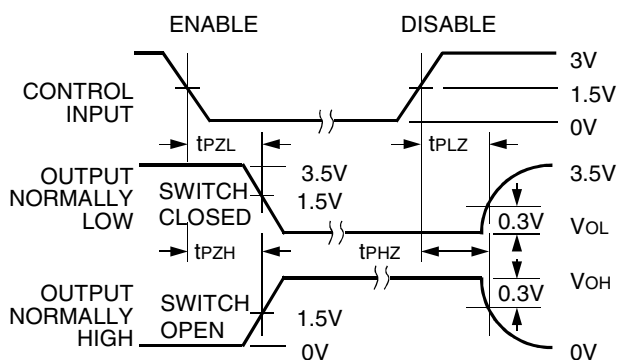 ENABLE DISABLE
3V
CONTROL INPUT 1.5V
0V
tPZL tPLZ
OUTPUT NORMALLY LOW SWITCH CLOSED 3.5V 1.5V 3.5V
0.3V VOL
tPZH tPHZ
OUTPUT NORMALLY HIGH SWITCH OPEN 1.5V 0.3V VOH
0V 0V